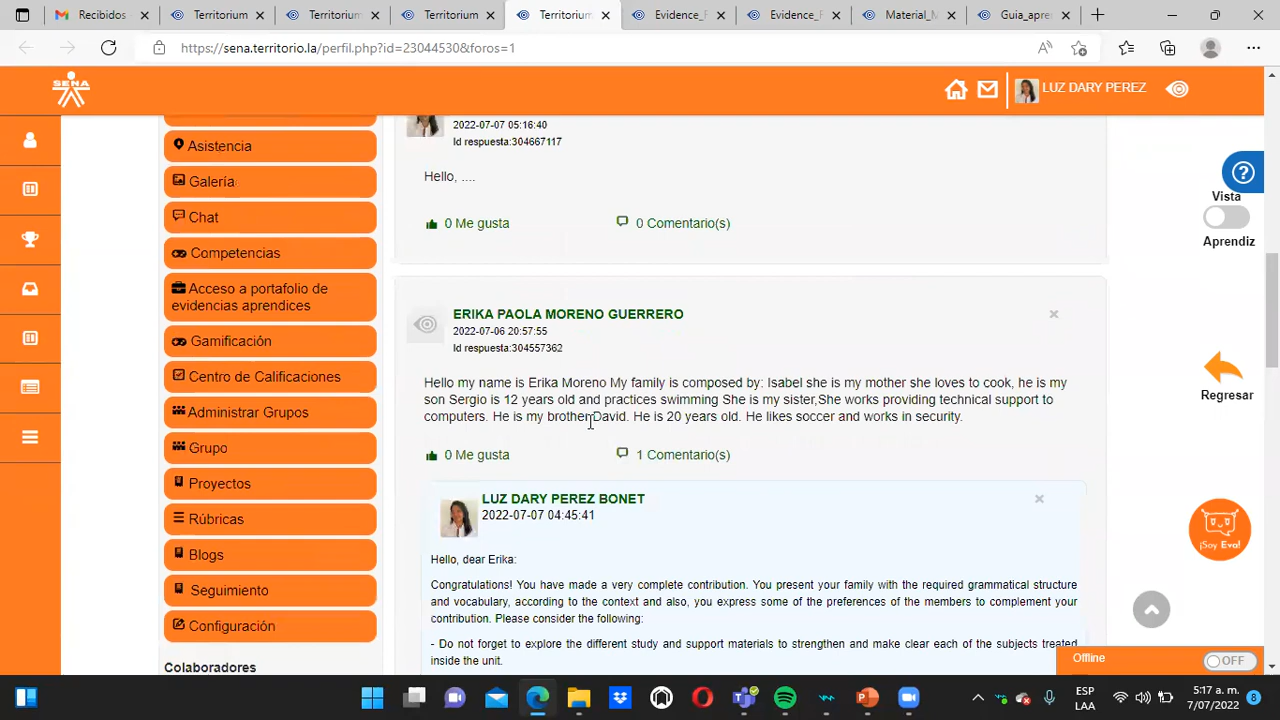 Recibidos
Territorium
Territorium
Territorium
Territorium
Evidence_
Evidence_
Material_
Guia_apre
https://sena.territorio.la/perfil.php?id=23044530&foros=1
SENA
LUZ DARY PEREZ
Asistencia
Galería
Chat
Competencias
Acceso a portafolio de
evidencias aprendices
Gamificación
Centro de Calificaciones
Administrar Grupos
Grupo
Proyectos
Rúbricas
Blogs
Seguimiento
Configuración
Colaboradores
2022-07-07 05:16:40
Id respuesta:304667117
Hello, ....
0 Me gusta
0 Comentario(s)
ERIKA PAOLA MORENO GUERRERO
2022-07-06 20:57:55
Id respuesta:304557362
Hello my name is Erika Moreno My family is composed by: Isabel she is my mother she loves to cook, he is my
son Sergio is 12 years old and practices swimming She is my sister,She works providing technical support to
computers. He is my brother David. He is 20 years old. He likes soccer and works in security.
0 Me gusta
1 Comentario(s)
LUZ DARY PEREZ BONET
2022-07-07 04:45:41
Hello, dear Erika:
Congratulations! You have made a very complete contribution. You present your family with the required grammatical structure
and vocabulary, according to the context and also, you express some of the preferences of the members to complement your
contribution. Please consider the following:
- Do not forget to explore the different study and support materials to strengthen and make clear each of the subjects treated
inside the unit.
Vista
Aprendiz
Regresar
¡Soy Eva!
Offline
OFF
ESP
LAA
5:17 a. m.
7/07/2022
8